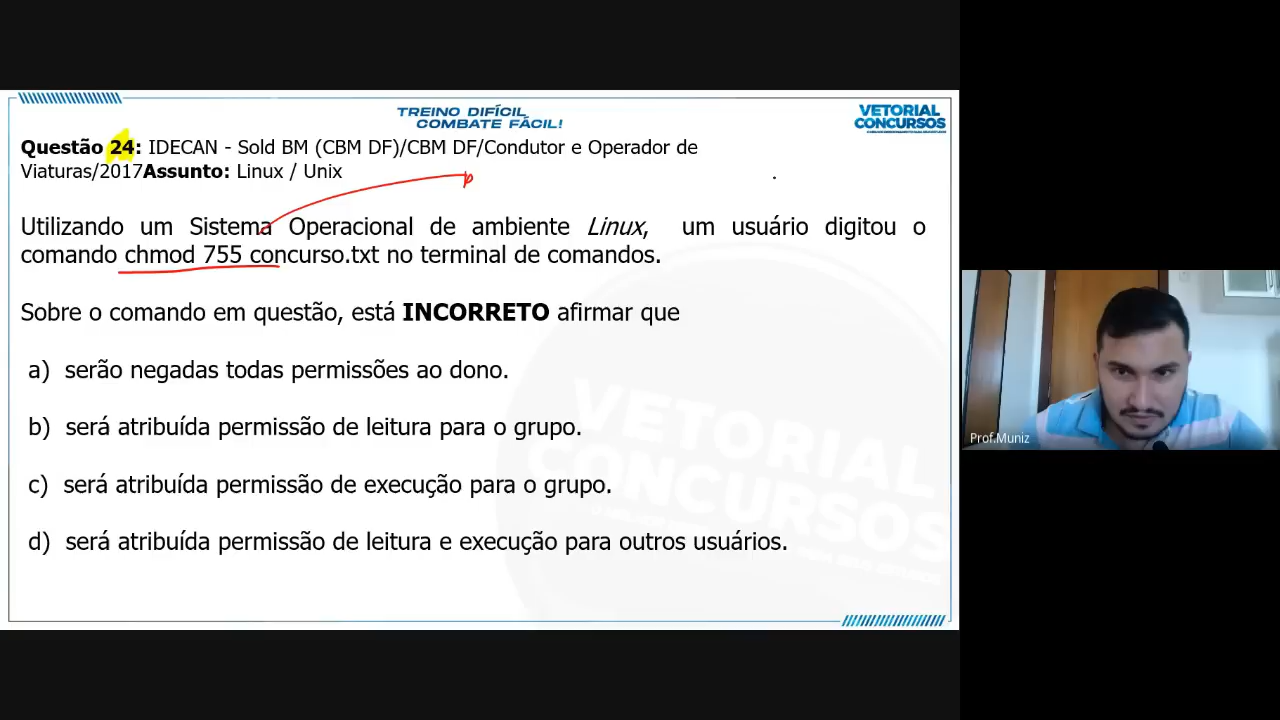 TREINO DIFÍCIL
COMBATE FÁCIL!
VETORIAL
CONCURSOS
Questão 24: IDECAN - Sold BM (CBM DF)/CBM DF/Condutor e Operador de
Viaturas/2017Assunto: Linux / Unix
Utilizando um Sistema Operacional de ambiente Linux, um usuário digitou o
comando chmod 755 concurso.txt no terminal de comandos.
Sobre o comando em questão, está INCORRETO afirmar que
a) serão negadas todas permissões ao dono.
b) será atribuída permissão de leitura para o grupo.
c) será atribuída permissão de execução para o grupo.
d) será atribuída permissão de leitura e execução para outros usuários.
VETORIAL
CONCURSOS
Prof.Muniz